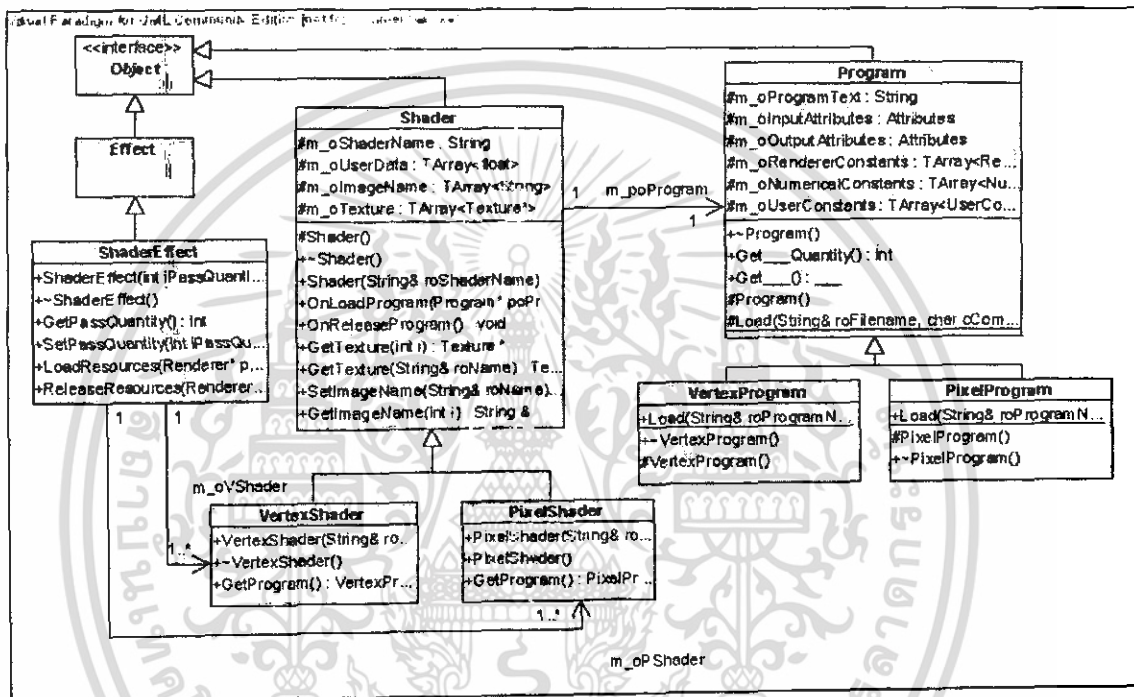 Visual Paradigm for UML Community Edition
<<interface>>
Object
Effect
ShaderEffect
+ShaderEffect(int iPassQuanti...
+~ShaderEffect()
+GetPassQuantity() : int
+SetPassQuantity(int iPassQu...
+LoadResources(Renderer* p...
+ReleaseResources(Renderer...
Shader
#m_oShaderName : String
#m_oUserData : TArray<float>
#m_oImageName : TArray<String>
#m_oTexture : TArray<Texture*>
#Shader()
+~Shader()
+Shader(String& roShaderName)
+OnLoadProgram(Program* poPr
+OnReleaseProgram() void
+GetTexture(int i) : Texture *
+GetTexture(String& roName) Te...
+SetImageName(String& roName)...
+GetImageName(int i) String &
1
m_poProgram
1
Program
#m_oProgramText : String
#m_oInputAttributes : Attributes
#m_oOutputAttributes : Attributes
#m_oRendererConstants : TArray<Re...
#m_oNumericalConstants : TArray<Nu...
#m_oUserConstants : TArray<UserCo...
+~Program()
+Get___Quantity() : int
+Get___() : ___
#Program()
#Load(String& roFilename, char cCom...
VertexProgram
+Load(String& roProgramN...
+~VertexProgram()
#VertexProgram()
PixelProgram
+Load(String& roProgramN...
#PixelProgram()
+~PixelProgram()
1
1
m_oVShader
1..*
VertexShader
+VertexShader(String& ro...
+~VertexShader()
+GetProgram() : VertexPr...
PixelShader
+PixelShader(String& ro...
+PixelShader()
+GetProgram() : PixelPr...
1..*
m_oPShader